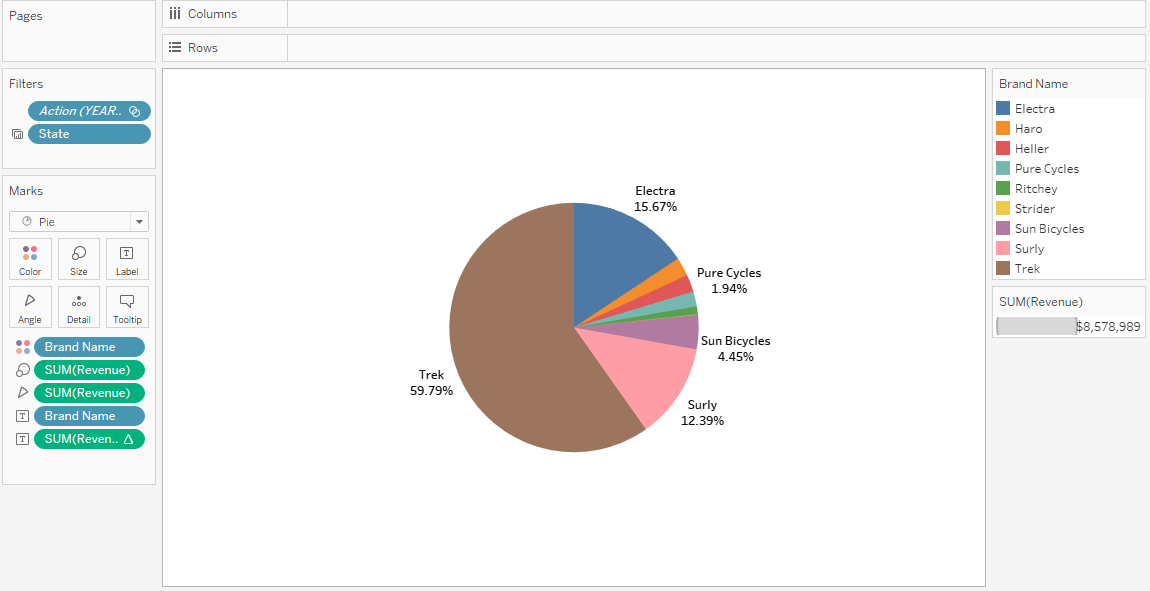 Pages
Columns
Rows
Filters
Action (YEAR..
State
Marks
Pie
Color
Size
Label
Angle
Detail
Tooltip
Brand Name
SUM(Revenue)
SUM(Revenue)
Brand Name
SUM(Reven..
Electra
15.67%
Pure Cycles
1.94%
Sun Bicycles
4.45%
Surly
12.39%
Trek
59.79%
Brand Name
Electra
Haro
Heller
Pure Cycles
Ritchey
Strider
Sun Bicycles
Surly
Trek
SUM(Revenue)
$8,578,989